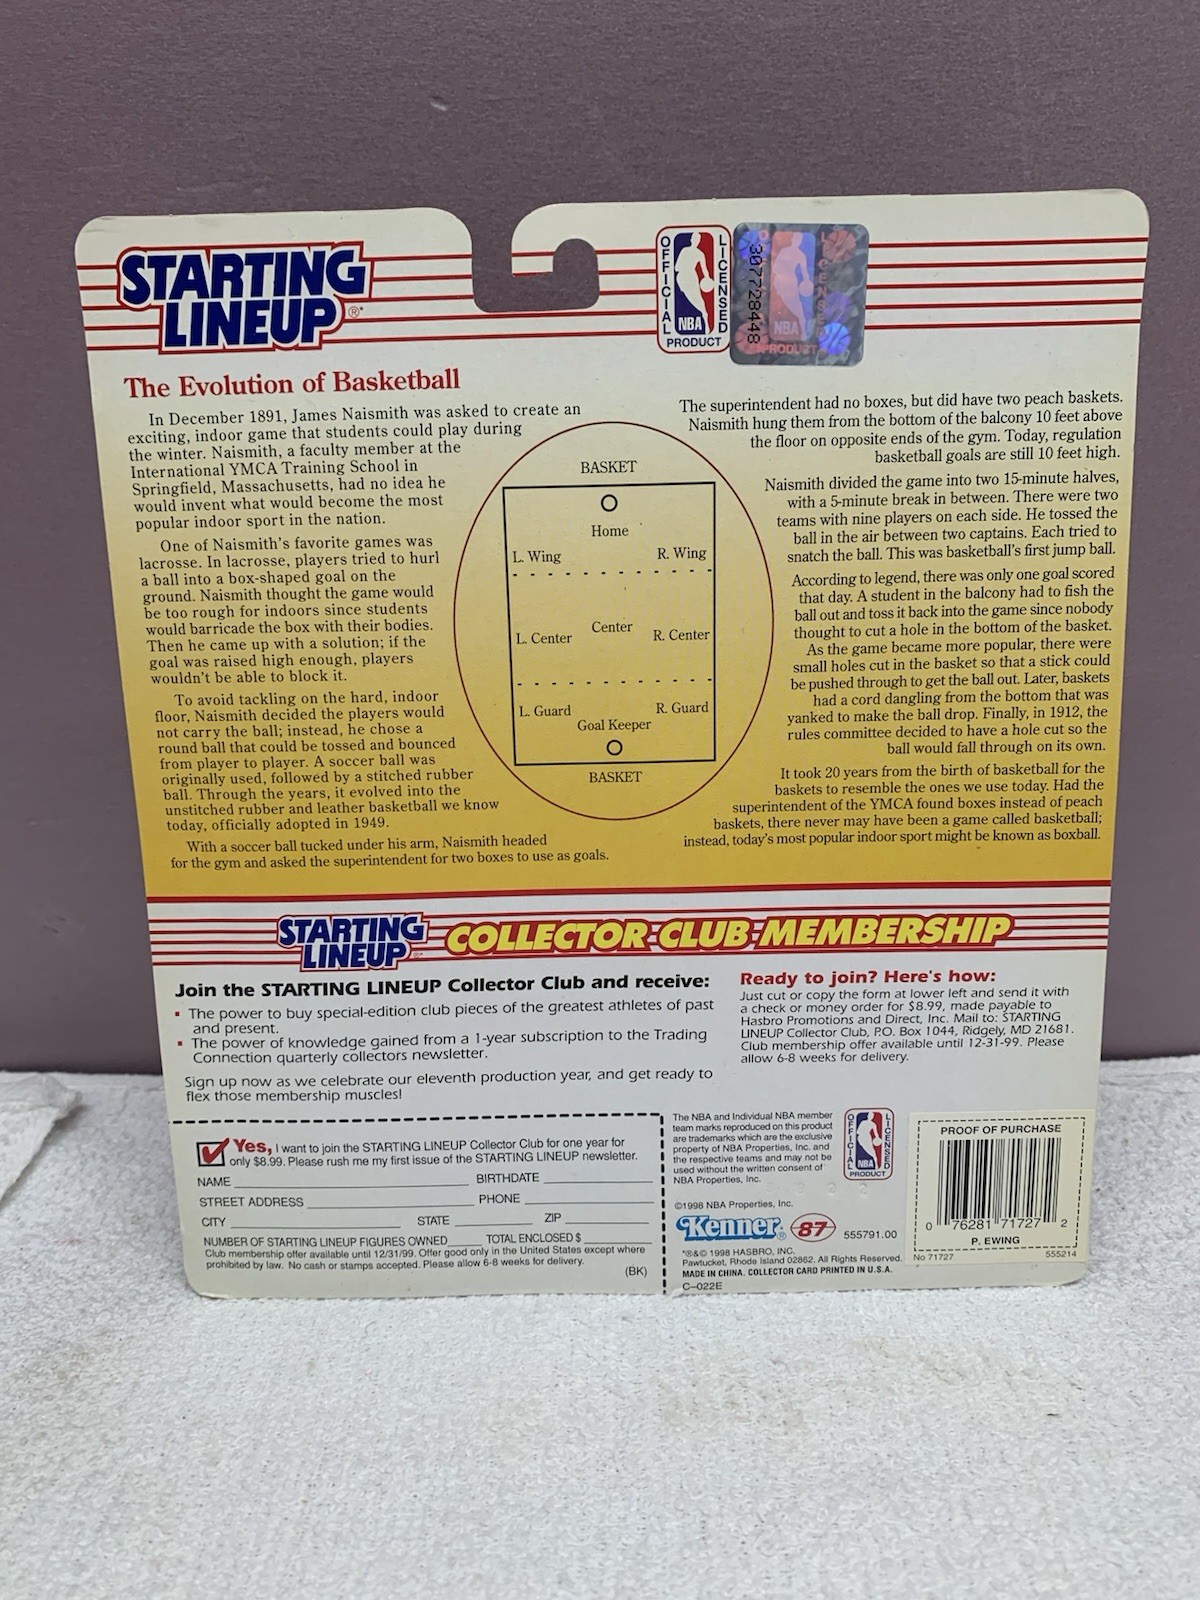 STARTING
LINEUP®*
OFFICIAL
LICENSED
NBA
PRODUCT
307728448
NBA
PRODUCT
The Evolution of Basketball
In December 1891, James Naismith was asked to create an
exciting, indoor game that students could play during
the winter. Naismith, a faculty member at the
International YMCA Training School in
Springfield, Massachusetts, had no idea he
would invent what would become the most
popular indoor sport in the nation.
One of Naismith's favorite games was
lacrosse. In lacrosse, players tried to hurl
a ball into a box-shaped goal on the
ground. Naismith thought the game would
be too rough for indoors since students
would barricade the box with their bodies.
Then he came up with a solution; if the
goal was raised high enough, players
wouldn't be able to block it.
To avoid tackling on the hard, indoor
floor, Naismith decided the players would
not carry the ball; instead, he chose a
round ball that could be tossed and bounced
from player to player. A soccer ball was
originally used, followed by a stitched rubber
ball. Through the years, it evolved into the
unstitched rubber and leather basketball we know
today, officially adopted in 1949.
With a soccer ball tucked under his arm, Naismith headed
for the gym and asked the superintendent for two boxes to use as goals.
BASKET
Home
L. Wing
R. Wing
L. Center
Center
R. Center
L. Guard
R. Guard
Goal Keeper
BASKET
The superintendent had no boxes, but did have two peach baskets.
Naismith hung them from the bottom of the balcony 10 feet above
the floor on opposite ends of the gym. Today, regulation
basketball goals are still 10 feet high.
Naismith divided the game into two 15-minute halves,
with a 5-minute break in between. There were two
teams with nine players on each side. He tossed the
ball in the air between two captains. Each tried to
snatch the ball. This was basketball's first jump ball.
According to legend, there was only one goal scored
that day. A student in the balcony had to fish the
ball out and toss it back into the game since nobody
thought to cut a hole in the bottom of the basket.
As the game became more popular, there were
small holes cut in the basket so that a stick could
be pushed through to get the ball out. Later, baskets
had a cord dangling from the bottom that was
yanked to make the ball drop. Finally, in 1912, the
rules committee decided to have a hole cut so the
ball would fall through on its own.
It took 20 years from the birth of basketball for the
baskets to resemble the ones we use today. Had the
superintendent of the YMCA found boxes instead of peach
baskets, there never may have been a game called basketball;
instead, today's most popular indoor sport might be known as boxball.
STARTING
LINEUP®*
COLLECTOR CLUB MEMBERSHIP
Join the STARTING LINEUP Collector Club and receive:
▪ The power to buy special-edition club pieces of the greatest athletes of past
and present.
▪ The power of knowledge gained from a 1-year subscription to the Trading
Connection quarterly collectors newsletter.
Sign up now as we celebrate our eleventh production year, and get ready to
flex those membership muscles!
Ready to join? Here's how:
Just cut or copy the form at lower left and send it with
a check or money order for $8.99, made payable to
Hasbro Promotions and Direct, Inc. Mail to: STARTING
LINEUP Collector Club, P.O. Box 1044, Ridgely, MD 21681.
Club membership offer available until 12-31-99. Please
allow 6-8 weeks for delivery.
Yes, I want to join the STARTING LINEUP Collector Club for one year for
only $8.99. Please rush me my first issue of the STARTING LINEUP newsletter.
NAME BIRTHDATE
STREET ADDRESS PHONE
CITY STATE ZIP
NUMBER OF STARTING LINEUP FIGURES OWNED TOTAL ENCLOSED $
Club membership offer available until 12/31/99. Offer good only in the United States except where
prohibited by law. No cash or stamps accepted. Please allow 6-8 weeks for delivery.
(BK)
The NBA and Individual NBA member
team marks reproduced on this product
are trademarks which are the exclusive
property of NBA Properties, Inc. and
the respective teams and may not be
used without the written consent of
NBA Properties, Inc.
OFFICIAL
LICENSED
NBA
PRODUCT
©1998 NBA Properties, Inc.
Kenner® 87 555791.00
*®&© 1998 HASBRO, INC.
Pawtucket, Rhode Island 02862. All Rights Reserved.
MADE IN CHINA. COLLECTOR CARD PRINTED IN U.S.A.
C-022E
PROOF OF PURCHASE
0 76281 71727 2
P. EWING
No 71727 555214